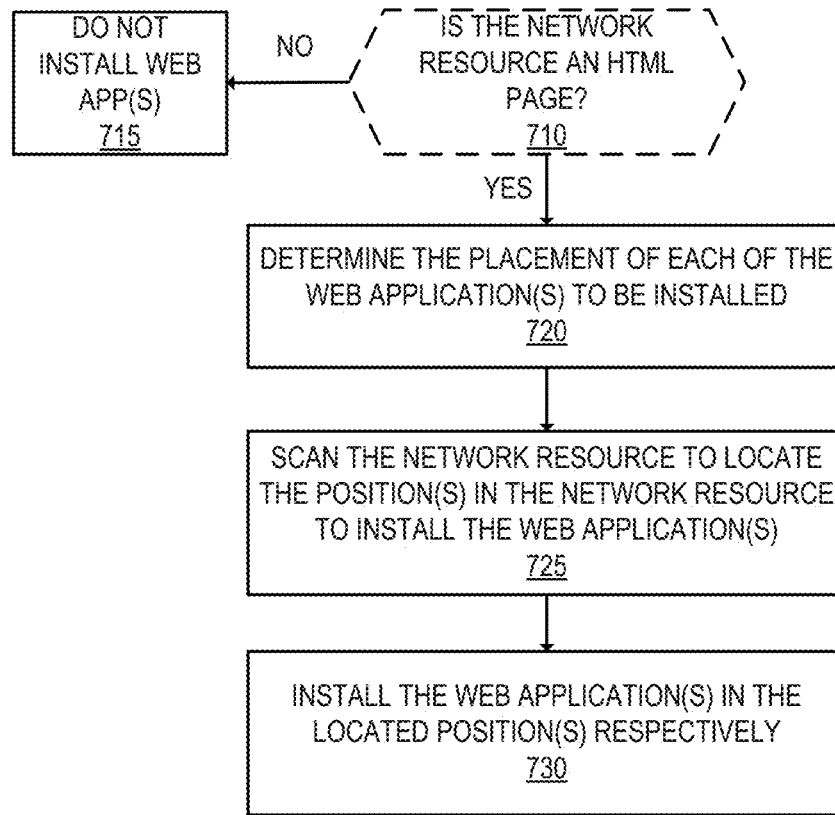 DO NOT
INSTALL WEB
APP(S)
715
NO
IS THE NETWORK
RESOURCE AN HTML
PAGE?
710
YES
DETERMINE THE PLACEMENT OF EACH OF THE
WEB APPLICATION(S) TO BE INSTALLED
720
SCAN THE NETWORK RESOURCE TO LOCATE
THE POSITION(S) IN THE NETWORK RESOURCE
TO INSTALL THE WEB APPLICATION(S)
725
INSTALL THE WEB APPLICATION(S) IN THE
LOCATED POSITION(S) RESPECTIVELY
730